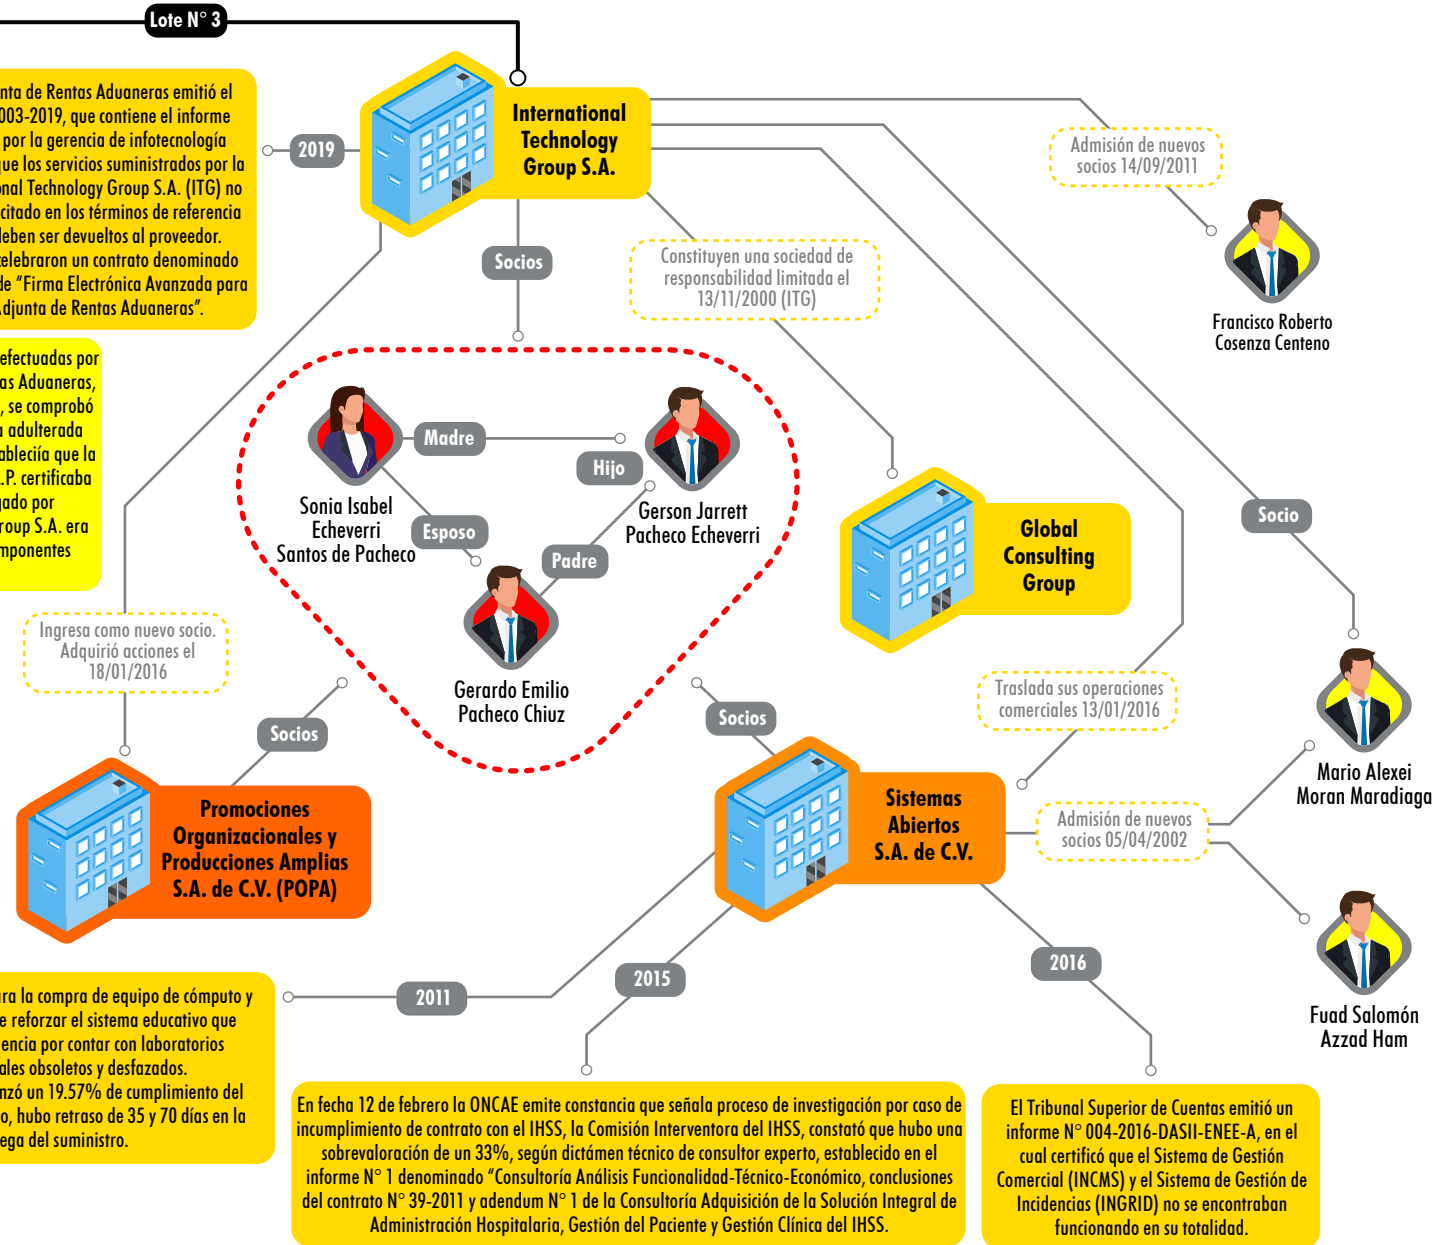 Lote N° 3
nta de Rentas Aduaneras emitió el
003-2019, que contiene el informe
por la gerencia de infotecnología
que los servicios suministrados por la
onal Technology Group S.A. (ITG) no
citado en los términos de referencia
deben ser devueltos al proveedor.
celebraron un contrato denominado
de “Firma Electrónica Avanzada para
Adjunta de Rentas Aduaneras”.
2019
International
Technology
Group S.A.
Admisión de nuevos
socios 14/09/2011
Francisco Roberto
Cosenza Centeno
Socios
Constituyen una sociedad de
responsabilidad limitada el
13/11/2000 (ITG)
efectuadas por
as Aduaneras,
, se comprobó
a adulterada
ableciía que la
.P. certificaba
gado por
roup S.A. era
mponentes
Madre
Hijo
Sonia Isabel
Echeverri
Santos de Pacheco
Esposo
Gerson Jarrett
Pacheco Echeverri
Padre
Gerardo Emilio
Pacheco Chiuz
Global
Consulting
Group
Socio
Ingresa como nuevo socio.
Adquirió acciones el
18/01/2016
Socios
Socios
Traslada sus operaciones
comerciales 13/01/2016
Mario Alexei
Moran Maradiaga
Promociones
Organizacionales y
Producciones Amplias
S.A. de C.V. (POPA)
Sistemas
Abiertos
S.A. de C.V.
Admisión de nuevos
socios 05/04/2002
Fuad Salomón
Azzad Ham
2011
2015
2016
ara la compra de equipo de cómputo y
e reforzar el sistema educativo que
encia por contar con laboratorios
ales obsoletos y desfazados.
nzó un 19.57% de cumplimiento del
o, hubo retraso de 35 y 70 días en la
ega del suministro.
En fecha 12 de febrero la ONCAE emite constancia que señala proceso de investigación por caso de
incumplimiento de contrato con el IHSS, la Comisión Interventora del IHSS, constató que hubo una
sobrevaloración de un 33%, según dictámen técnico de consultor experto, establecido en el
informe N° 1 denominado “Consultoría Análisis Funcionalidad-Técnico-Económico, conclusiones
del contrato N° 39-2011 y adendum N° 1 de la Consultoría Adquisición de la Solución Integral de
Administración Hospitalaria, Gestión del Paciente y Gestión Clínica del IHSS.
El Tribunal Superior de Cuentas emitió un
informe N° 004-2016-DASII-ENEE-A, en el
cual certificó que el Sistema de Gestión
Comercial (INCMS) y el Sistema de Gestión de
Incidencias (INGRID) no se encontraban
funcionando en su totalidad.